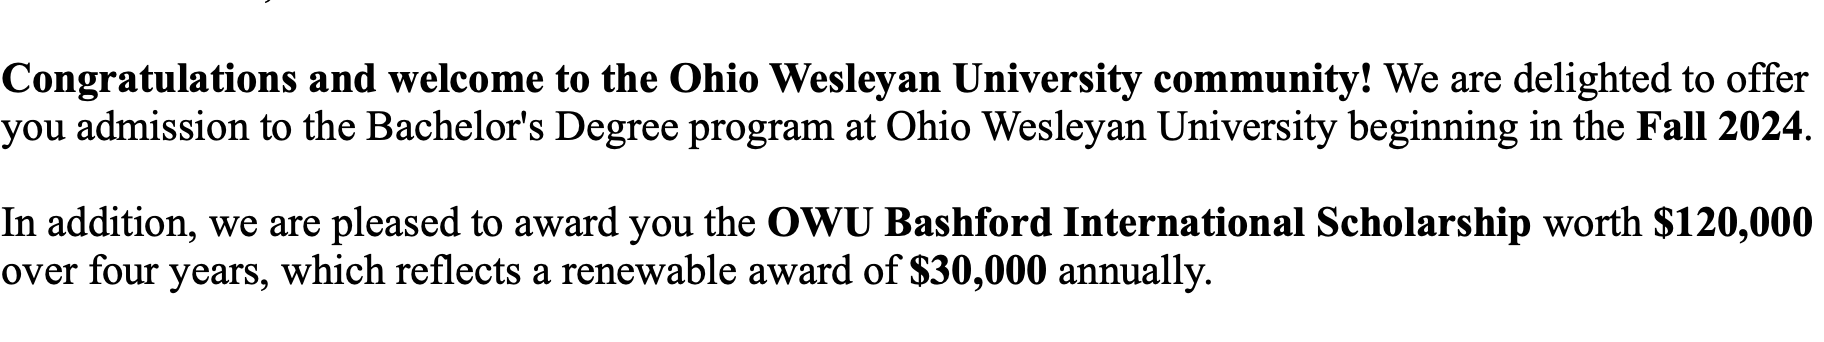 Congratulations and welcome to the Ohio Wesleyan University community! We are delighted to offer
you admission to the Bachelor's Degree program at Ohio Wesleyan University beginning in the Fall 2024.
In addition, we are pleased to award you the OWU Bashford International Scholarship worth $120,000
over four years, which reflects a renewable award of $30,000 annually.